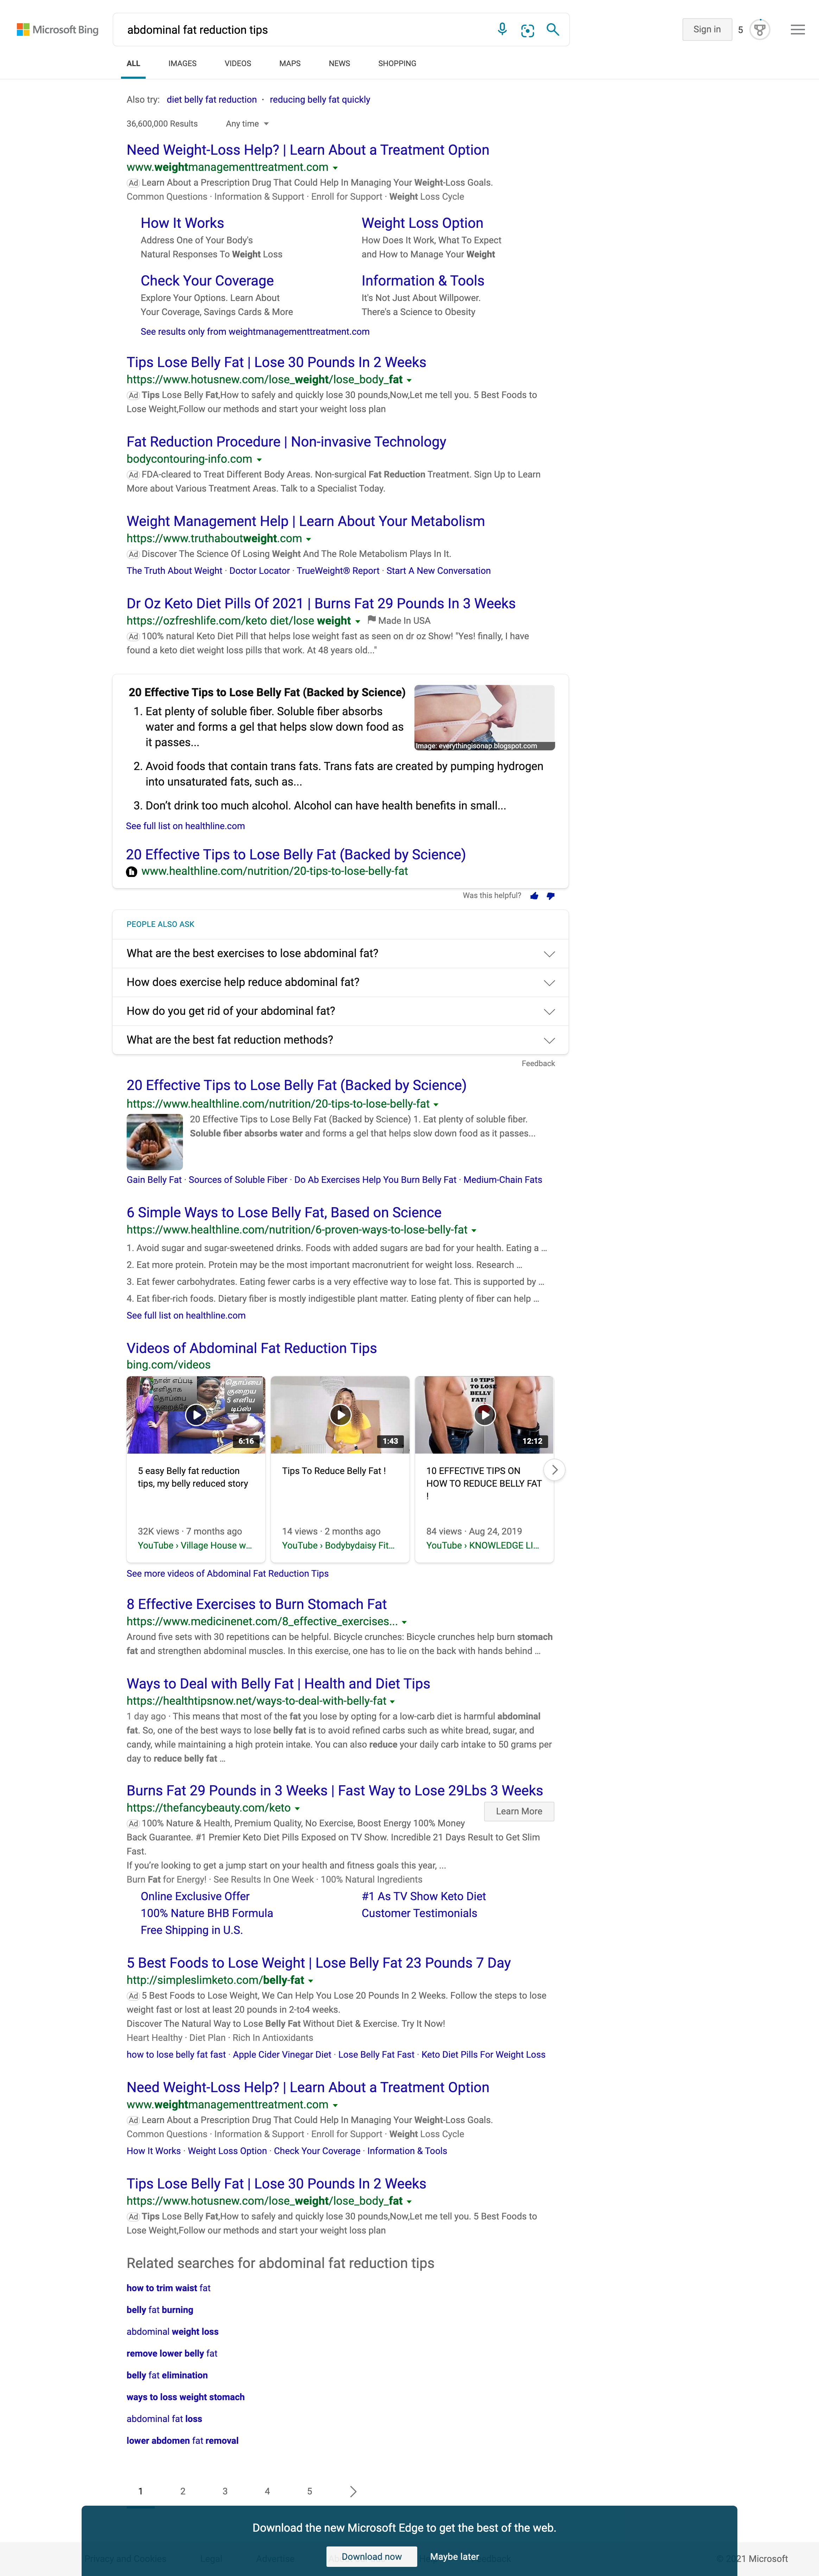 Microsoft Bing
abdominal fat reduction tips
Sign in
5
ALL
IMAGES
VIDEOS
MAPS
NEWS
SHOPPING
Also try: diet belly fat reduction · reducing belly fat quickly
36,600,000 Results
Any time
Need Weight-Loss Help? | Learn About a Treatment Option
www.weightmanagementtreatment.com
Ad Learn About a Prescription Drug That Could Help In Managing Your Weight-Loss Goals.
Common Questions · Information & Support · Enroll for Support · Weight Loss Cycle
How It Works
Address One of Your Body's
Natural Responses To Weight Loss
Weight Loss Option
How Does It Work, What To Expect
and How to Manage Your Weight
Check Your Coverage
Explore Your Options. Learn About
Your Coverage, Savings Cards & More
Information & Tools
It's Not Just About Willpower.
There's a Science to Obesity
See results only from weightmanagementtreatment.com
Tips Lose Belly Fat | Lose 30 Pounds In 2 Weeks
https://www.hotusnew.com/lose_weight/lose_body_fat
Ad Tips Lose Belly Fat,How to safely and quickly lose 30 pounds,Now,Let me tell you. 5 Best Foods to
Lose Weight,Follow our methods and start your weight loss plan
Fat Reduction Procedure | Non-invasive Technology
bodycontouring-info.com
Ad FDA-cleared to Treat Different Body Areas. Non-surgical Fat Reduction Treatment. Sign Up to Learn
More about Various Treatment Areas. Talk to a Specialist Today.
Weight Management Help | Learn About Your Metabolism
https://www.truthaboutweight.com
Ad Discover The Science Of Losing Weight And The Role Metabolism Plays In It.
The Truth About Weight · Doctor Locator · TrueWeight® Report · Start A New Conversation
Dr Oz Keto Diet Pills Of 2021 | Burns Fat 29 Pounds In 3 Weeks
https://ozfreshlife.com/keto diet/lose weight
Made In USA
Ad 100% natural Keto Diet Pill that helps lose weight fast as seen on dr oz Show! "Yes! finally, I have
found a keto diet weight loss pills that work. At 48 years old..."
20 Effective Tips to Lose Belly Fat (Backed by Science)
1. Eat plenty of soluble fiber. Soluble fiber absorbs
water and forms a gel that helps slow down food as
it passes...
Image: everythingisonap.blogspot.com
2. Avoid foods that contain trans fats. Trans fats are created by pumping hydrogen
into unsaturated fats, such as...
3. Don't drink too much alcohol. Alcohol can have health benefits in small...
See full list on healthline.com
20 Effective Tips to Lose Belly Fat (Backed by Science)
www.healthline.com/nutrition/20-tips-to-lose-belly-fat
Was this helpful?
PEOPLE ALSO ASK
What are the best exercises to lose abdominal fat?
How does exercise help reduce abdominal fat?
How do you get rid of your abdominal fat?
What are the best fat reduction methods?
Feedback
20 Effective Tips to Lose Belly Fat (Backed by Science)
https://www.healthline.com/nutrition/20-tips-to-lose-belly-fat
20 Effective Tips to Lose Belly Fat (Backed by Science) 1. Eat plenty of soluble fiber.
Soluble fiber absorbs water and forms a gel that helps slow down food as it passes...
Gain Belly Fat · Sources of Soluble Fiber · Do Ab Exercises Help You Burn Belly Fat · Medium-Chain Fats
6 Simple Ways to Lose Belly Fat, Based on Science
https://www.healthline.com/nutrition/6-proven-ways-to-lose-belly-fat
1. Avoid sugar and sugar-sweetened drinks. Foods with added sugars are bad for your health. Eating a ...
2. Eat more protein. Protein may be the most important macronutrient for weight loss. Research ...
3. Eat fewer carbohydrates. Eating fewer carbs is a very effective way to lose fat. This is supported by ...
4. Eat fiber-rich foods. Dietary fiber is mostly indigestible plant matter. Eating plenty of fiber can help ...
See full list on healthline.com
Videos of Abdominal Fat Reduction Tips
bing.com/videos
6:16
1:43
10 TIPS
TO LOSE
BELLY
FAT!
12:12
5 easy Belly fat reduction
tips, my belly reduced story
32K views · 7 months ago
YouTube › Village House w...
Tips To Reduce Belly Fat !
14 views · 2 months ago
YouTube › Bodybydaisy Fit...
10 EFFECTIVE TIPS ON
HOW TO REDUCE BELLY FAT
!
84 views · Aug 24, 2019
YouTube › KNOWLEDGE LI...
See more videos of Abdominal Fat Reduction Tips
8 Effective Exercises to Burn Stomach Fat
https://www.medicinenet.com/8_effective_exercises...
Around five sets with 30 repetitions can be helpful. Bicycle crunches: Bicycle crunches help burn stomach
fat and strengthen abdominal muscles. In this exercise, one has to lie on the back with hands behind ...
Ways to Deal with Belly Fat | Health and Diet Tips
https://healthtipsnow.net/ways-to-deal-with-belly-fat
1 day ago · This means that most of the fat you lose by opting for a low-carb diet is harmful abdominal
fat. So, one of the best ways to lose belly fat is to avoid refined carbs such as white bread, sugar, and
candy, while maintaining a high protein intake. You can also reduce your daily carb intake to 50 grams per
day to reduce belly fat ...
Burns Fat 29 Pounds in 3 Weeks | Fast Way to Lose 29Lbs 3 Weeks
https://thefancybeauty.com/keto
Learn More
Ad 100% Nature & Health, Premium Quality, No Exercise, Boost Energy 100% Money
Back Guarantee. #1 Premier Keto Diet Pills Exposed on TV Show. Incredible 21 Days Result to Get Slim
Fast.
If you're looking to get a jump start on your health and fitness goals this year, ...
Burn Fat for Energy! · See Results In One Week · 100% Natural Ingredients
Online Exclusive Offer
#1 As TV Show Keto Diet
100% Nature BHB Formula
Customer Testimonials
Free Shipping in U.S.
5 Best Foods to Lose Weight | Lose Belly Fat 23 Pounds 7 Day
http://simpleslimketo.com/belly-fat
Ad 5 Best Foods to Lose Weight, We Can Help You Lose 20 Pounds In 2 Weeks. Follow the steps to lose
weight fast or lost at least 20 pounds in 2-to4 weeks.
Discover The Natural Way to Lose Belly Fat Without Diet & Exercise. Try It Now!
Heart Healthy · Diet Plan · Rich In Antioxidants
how to lose belly fat fast · Apple Cider Vinegar Diet · Lose Belly Fat Fast · Keto Diet Pills For Weight Loss
Need Weight-Loss Help? | Learn About a Treatment Option
www.weightmanagementtreatment.com
Ad Learn About a Prescription Drug That Could Help In Managing Your Weight-Loss Goals.
Common Questions · Information & Support · Enroll for Support · Weight Loss Cycle
How It Works · Weight Loss Option · Check Your Coverage · Information & Tools
Tips Lose Belly Fat | Lose 30 Pounds In 2 Weeks
https://www.hotusnew.com/lose_weight/lose_body_fat
Ad Tips Lose Belly Fat,How to safely and quickly lose 30 pounds,Now,Let me tell you. 5 Best Foods to
Lose Weight,Follow our methods and start your weight loss plan
Related searches for abdominal fat reduction tips
how to trim waist fat
belly fat burning
abdominal weight loss
remove lower belly fat
belly fat elimination
ways to loss weight stomach
abdominal fat loss
lower abdomen fat removal
1
2
3
4
5
Download the new Microsoft Edge to get the best of the web.
Download now
Maybe later
21 Microsoft